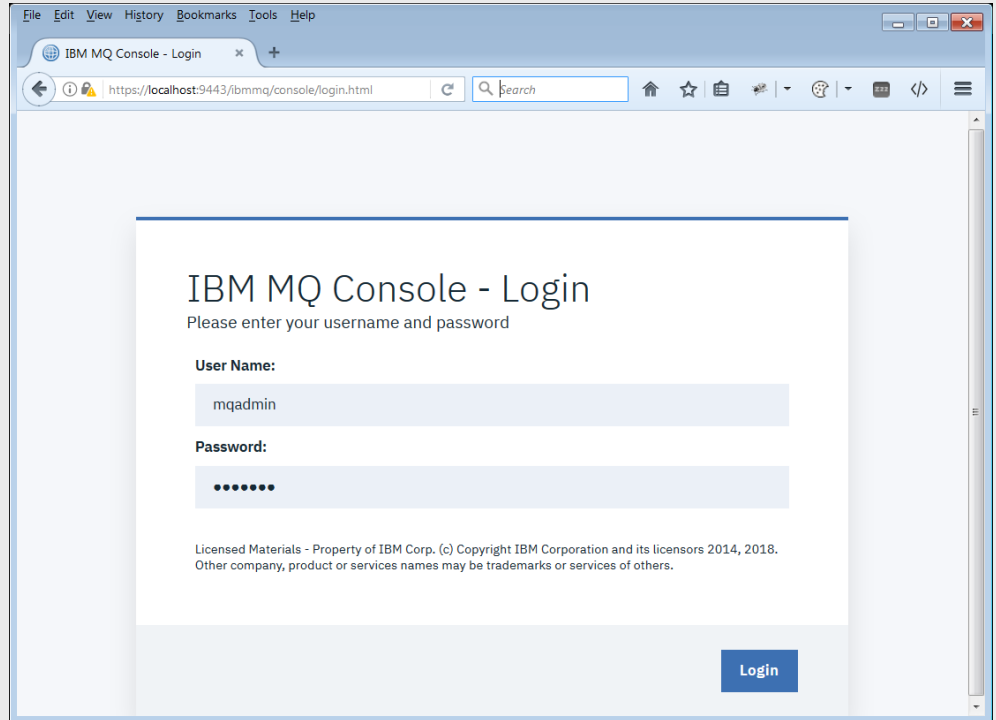 File Edit View History Bookmarks Tools Help
IBM MQ Console - Login
https://localhost:9443/ibmmq/console/login.html
Search
IBM MQ Console - Login
Please enter your username and password
User Name:
mqadmin
Password:
•••••••
Licensed Materials - Property of IBM Corp. (c) Copyright IBM Corporation and its licensors 2014, 2018.
Other company, product or services names may be trademarks or services of others.
Login